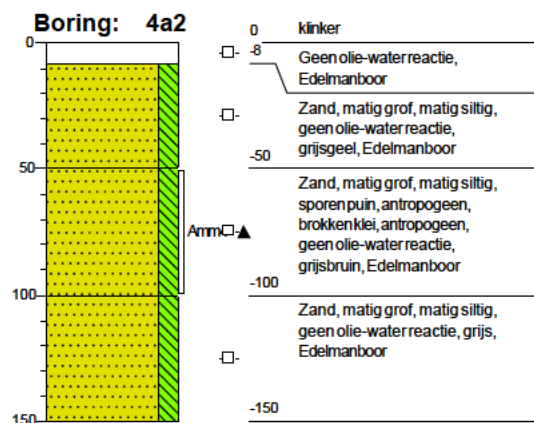 Boring: 4a2
0
50
100
150
0 klinker
-8
Geen olie-water reactie,
Edelmanboor
Zand, matig grof, matig siltig,
geen olie-water reactie,
grijsgeel, Edelmanboor
-50
Zand, matig grof, matig siltig,
sporen puin, antropogeen,
brokken klei, antropogeen,
geen olie-water reactie,
grijsbruin, Edelmanboor
-100
Zand, matig grof, matig siltig,
geen olie-water reactie, grijs,
Edelmanboor
-150